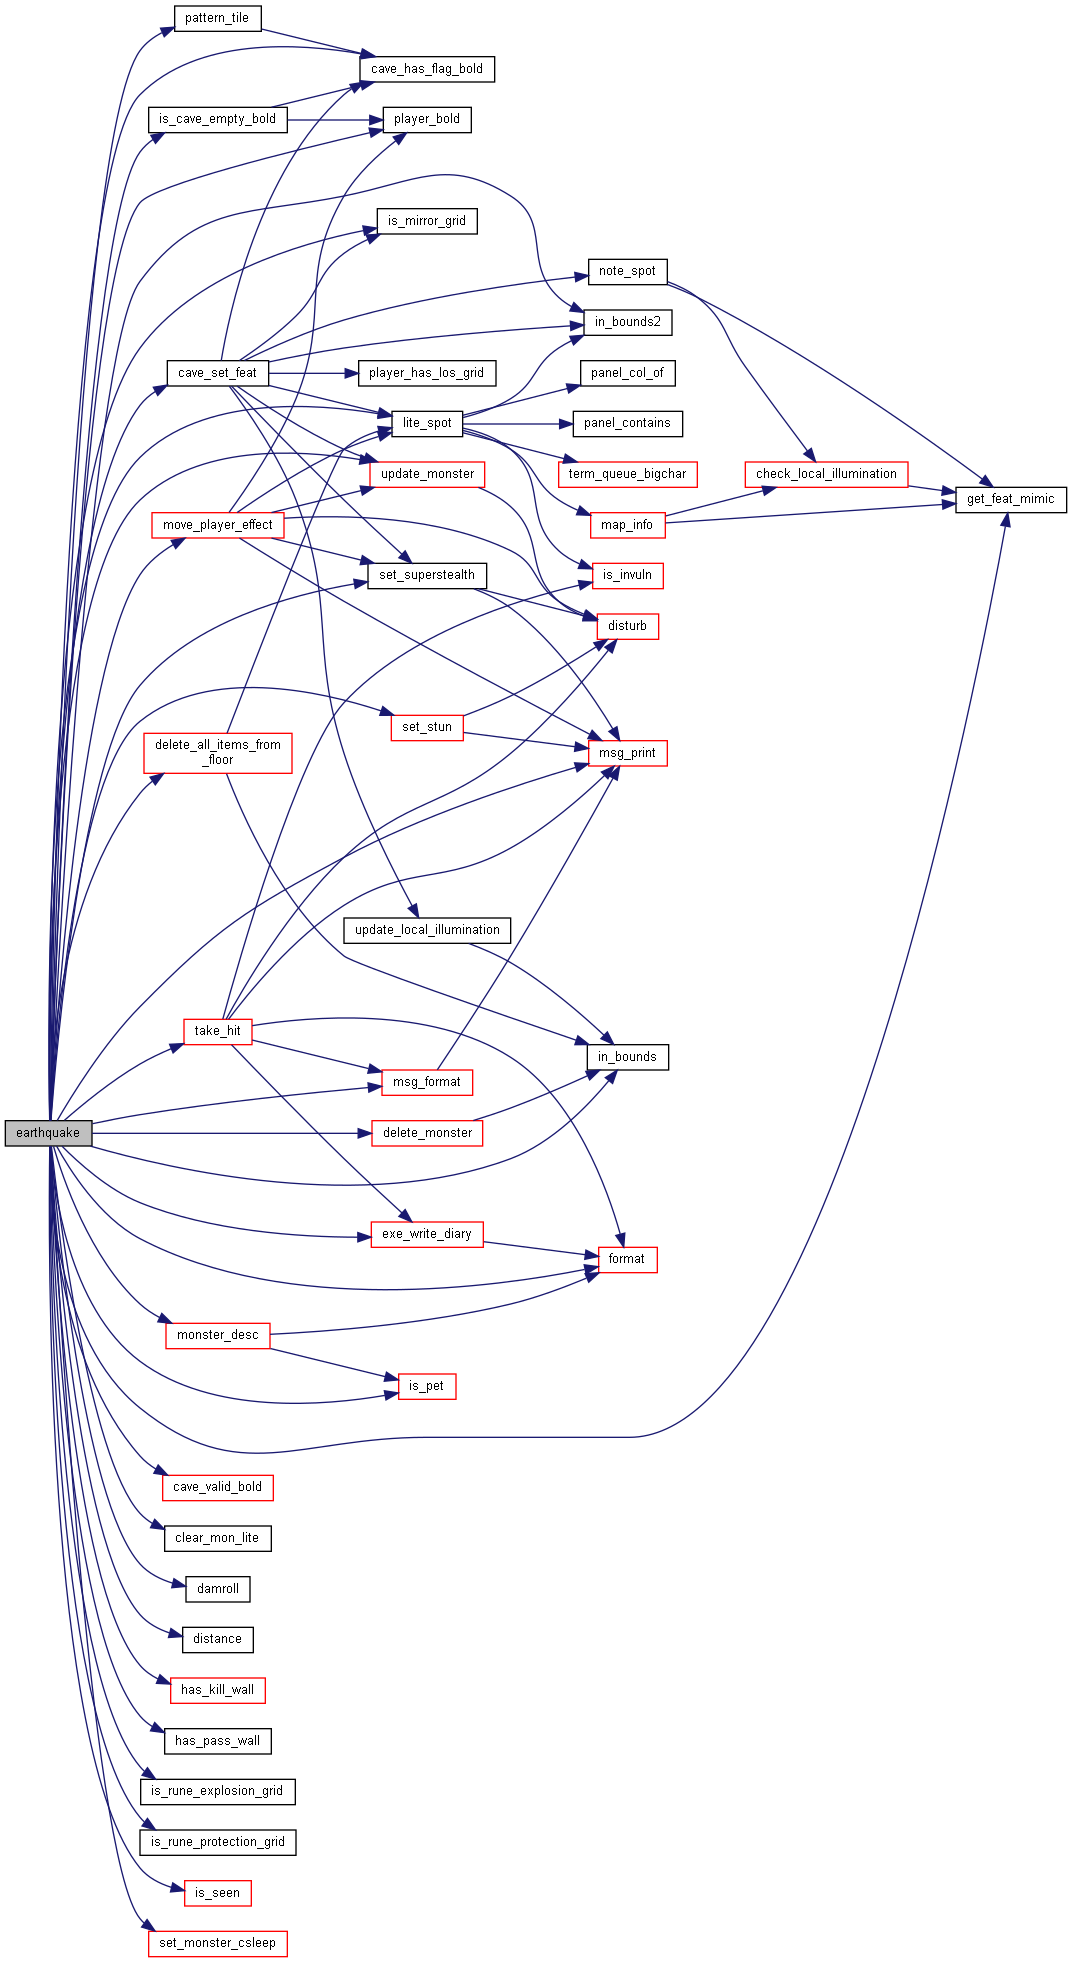 pattern_tile
cave_has_flag_bold
is_cave_empty_bold
player_bold
is_mirror_grid
note_spot
in_bounds2
cave_set_feat
player_has_los_grid
panel_col_of
lite_spot
panel_contains
update_monster
term_queue_bigchar
check_local_illumination
get_feat_mimic
move_player_effect
map_info
set_superstealth
is_invuln
disturb
set_stun
delete_all_items_from
_floor
msg_print
update_local_illumination
take_hit
in_bounds
msg_format
earthquake
delete_monster
exe_write_diary
format
monster_desc
is_pet
cave_valid_bold
clear_mon_lite
damroll
distance
has_kill_wall
has_pass_wall
is_rune_explosion_grid
is_rune_protection_grid
is_seen
set_monster_csleep